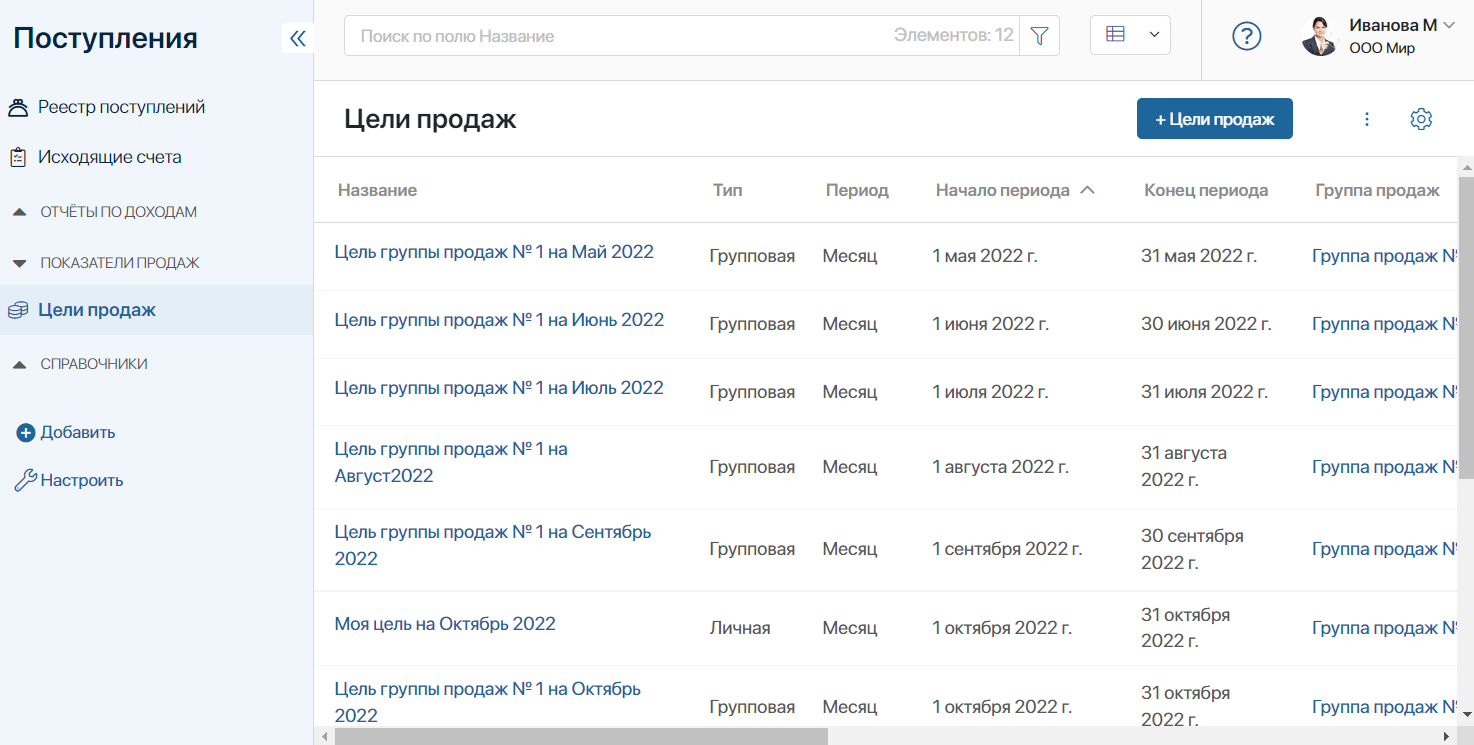 Поступления
Поиск по полю Название
Элементов: 12
Иванова М
ООО Мир
Реестр поступлений
Исходящие счета
ОТЧЁТЫ ПО ДОХОДАМ
ПОКАЗАТЕЛИ ПРОДАЖ
Цели продаж
СПРАВОЧНИКИ
Добавить
Настроить
Цели продаж
+ Цели продаж
Название Тип Период Начало периода Конец периода Группа продаж
Цель группы продаж № 1 на Май 2022 Групповая Месяц 1 мая 2022 г. 31 мая 2022 г. Группа продаж №
Цель группы продаж № 1 на Июнь 2022 Групповая Месяц 1 июня 2022 г. 30 июня 2022 г. Группа продаж №
Цель группы продаж № 1 на Июль 2022 Групповая Месяц 1 июля 2022 г. 31 июля 2022 г. Группа продаж №
Цель группы продаж № 1 на
Август2022
Групповая Месяц 1 августа 2022 г.
31 августа
2022 г.
Группа продаж №
Цель группы продаж № 1 на Сентябрь
2022
Групповая Месяц 1 сентября 2022 г.
30 сентября
2022 г.
Группа продаж №
Моя цель на Октябрь 2022 Личная Месяц 1 октября 2022 г.
31 октября
2022 г.
Группа продаж №
Цель группы продаж № 1 на Октябрь
2022
Групповая Месяц 1 октября 2022 г.
31 октября
2022 г.
Группа продаж №